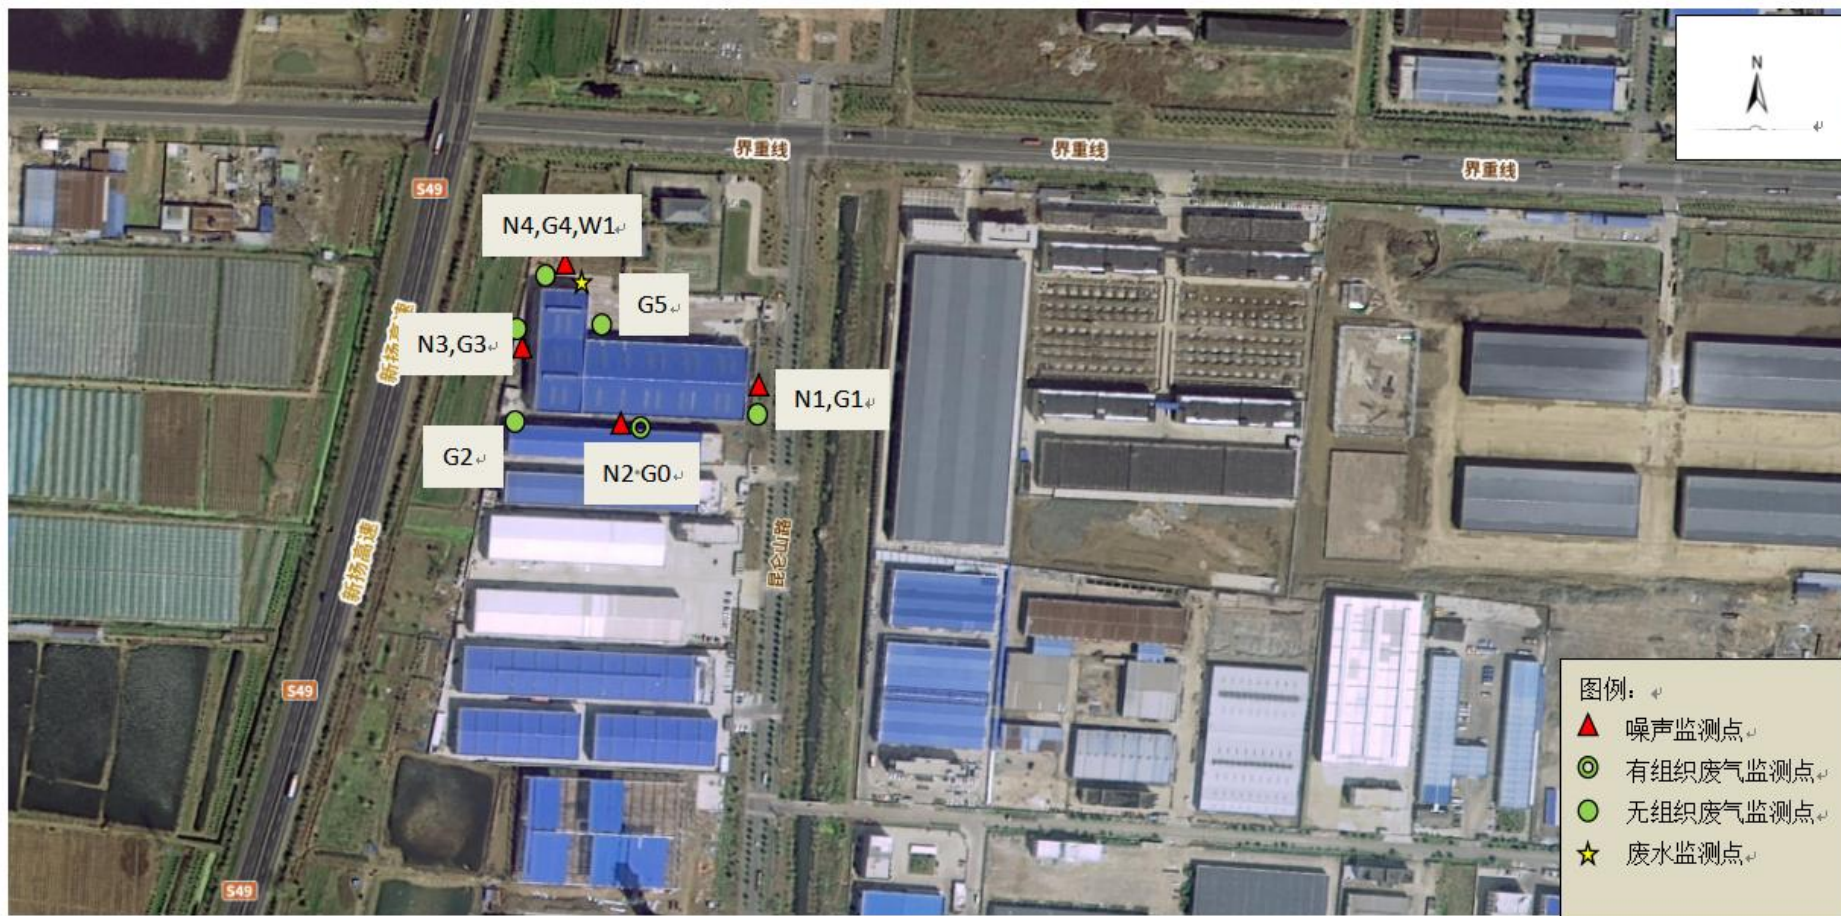 N
界重线
界重线
界重线
S49
N4,G4,W1
G5
新扬高速
N3,G3
N1,G1
G2
N2 G0
新扬高速
昆仑山路
S49
图例：
噪声监测点
有组织废气监测点
无组织废气监测点
废水监测点
S49